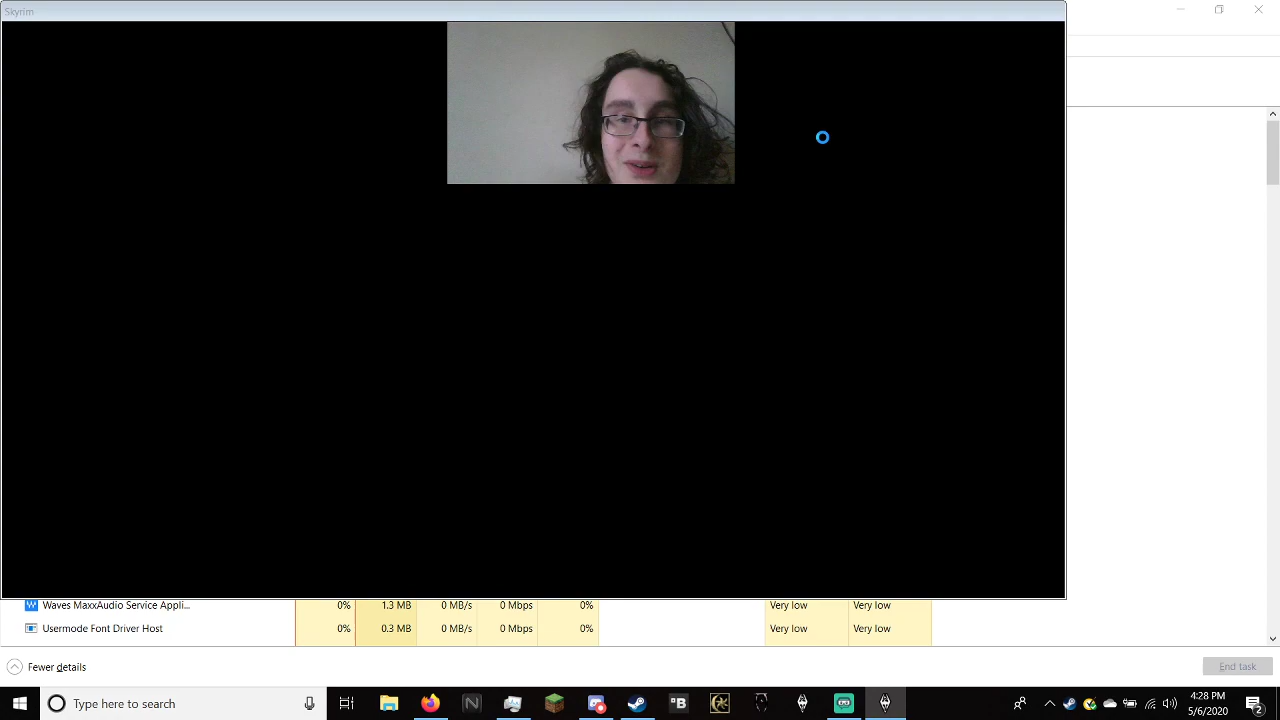 Skyrim
Waves MaxxAudio Service Appli... 0% 1.3 MB 0 MB/s 0 Mbps 0% Very low Very low
Usermode Font Driver Host 0% 0.3 MB 0 MB/s 0 Mbps 0% Very low Very low
Fewer details End task
Type here to search
4:28 PM
5/6/2020
2